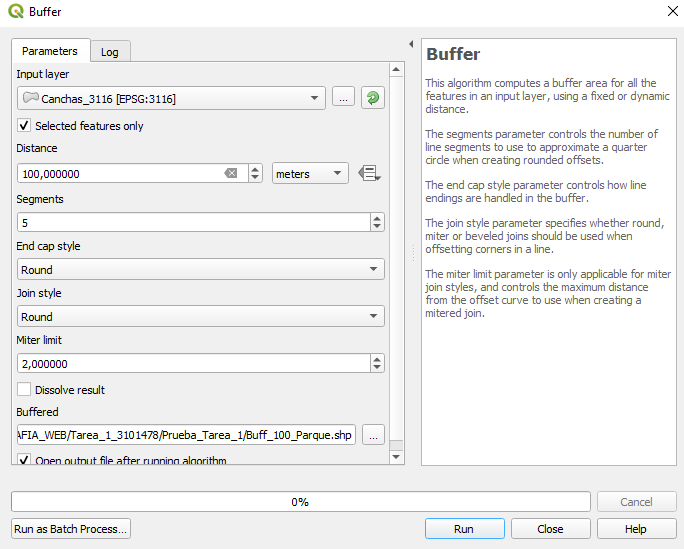 Buffer
Parameters
Log
Input layer
Canchas_3116 [EPSG:3116]
...
Selected features only
Distance
100,000000
meters
Segments
5
End cap style
Round
Join style
Round
Miter limit
2,000000
Dissolve result
Buffered
AFIA_WEB/Tarea_1_3101478/Prueba_Tarea_1/Buff_100_Parque.shp
...
Open output file after running algorithm
Buffer
This algorithm computes a buffer area for all the
features in an input layer, using a fixed or dynamic
distance.
The segments parameter controls the number of
line segments to use to approximate a quarter
circle when creating rounded offsets.
The end cap style parameter controls how line
endings are handled in the buffer.
The join style parameter specifies whether round,
miter or beveled joins should be used when
offsetting corners in a line.
The miter limit parameter is only applicable for miter
join styles, and controls the maximum distance
from the offset curve to use when creating a
mitered join.
0%
Cancel
Run as Batch Process...
Run
Close
Help